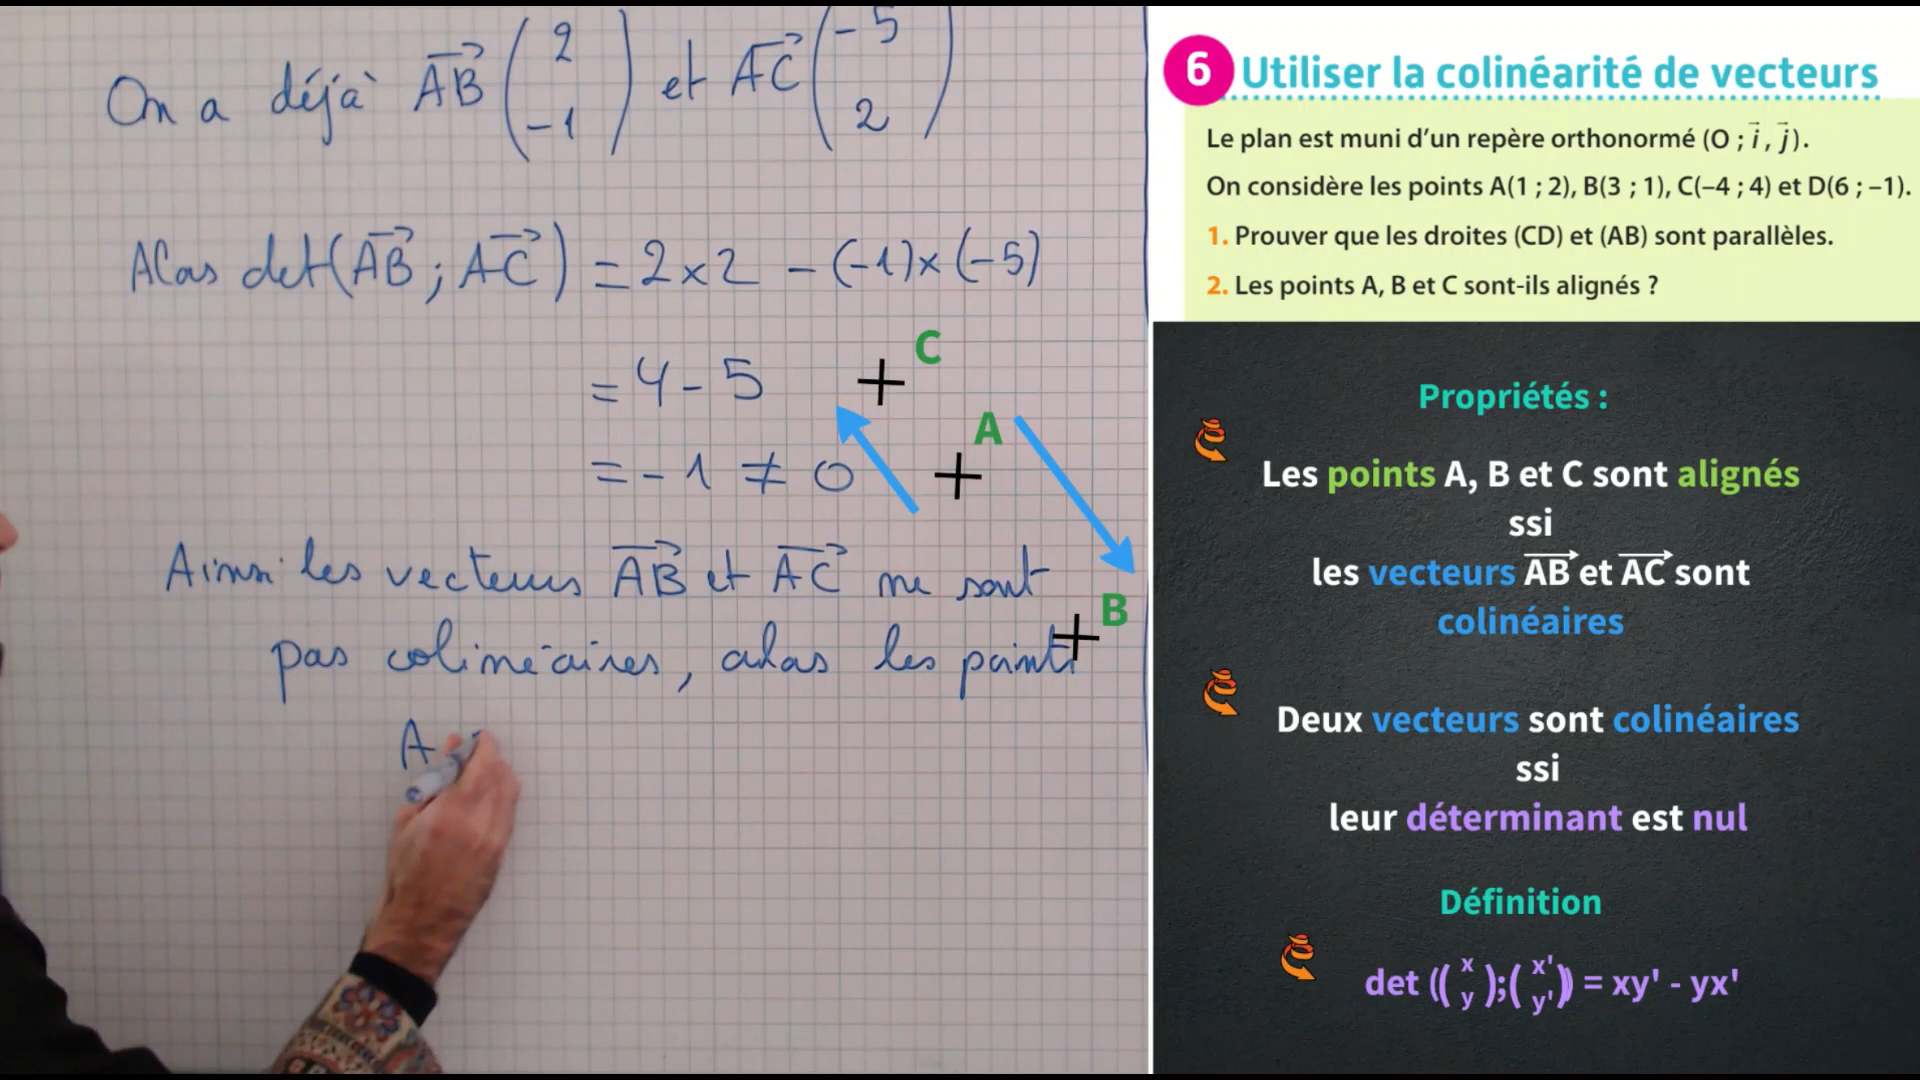 On a déjà AB (2 -1) et AC (-5 2)
Alors det(AB ; AC) = 2 × 2 - (-1) × (-5)
= 4 - 5
= -1 ≠ 0
Ainsi les vecteurs AB et AC ne sont
pas colinéaires, alors les points
A
C
A
B
6 Utiliser la colinéarité de vecteurs
Le plan est muni d'un repère orthonormé (O ; i, j).
On considère les points A(1 ; 2), B(3 ; 1), C(–4 ; 4) et D(6 ; –1).
1. Prouver que les droites (CD) et (AB) sont parallèles.
2. Les points A, B et C sont-ils alignés ?
Propriétés :
Les points A, B et C sont alignés
ssi
les vecteurs AB et AC sont
colinéaires
Deux vecteurs sont colinéaires
ssi
leur déterminant est nul
Définition
det ((x y);(x' y')) = xy' - yx'